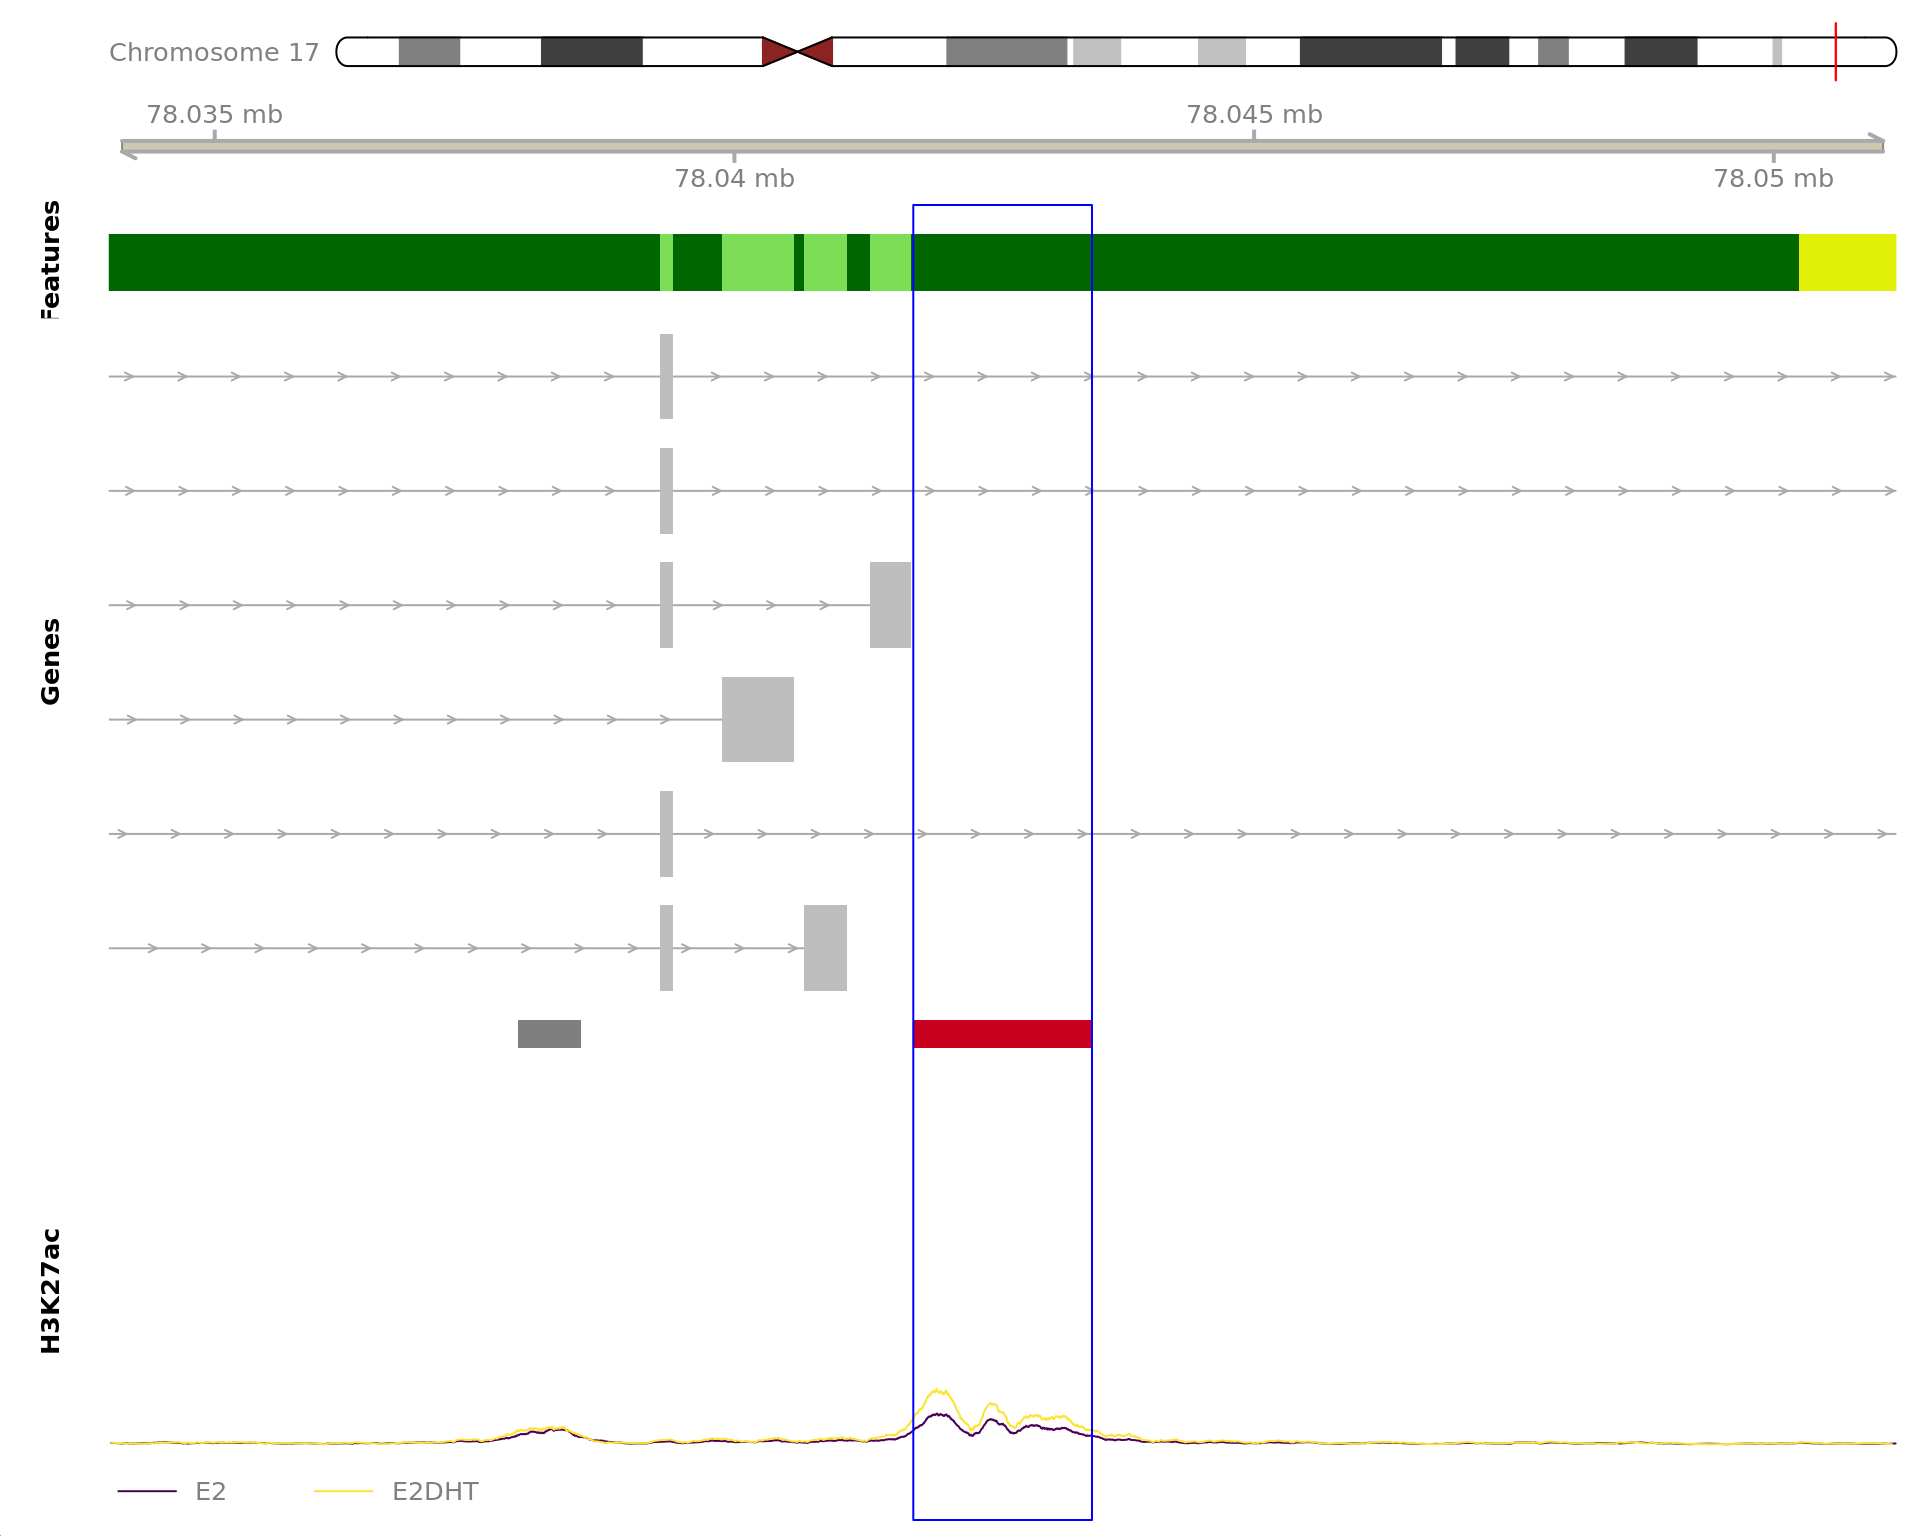 Chromosome 17
78.035 mb
78.045 mb
78.04 mb
78.05 mb
Features
Genes
H3K27ac
E2
E2DHT